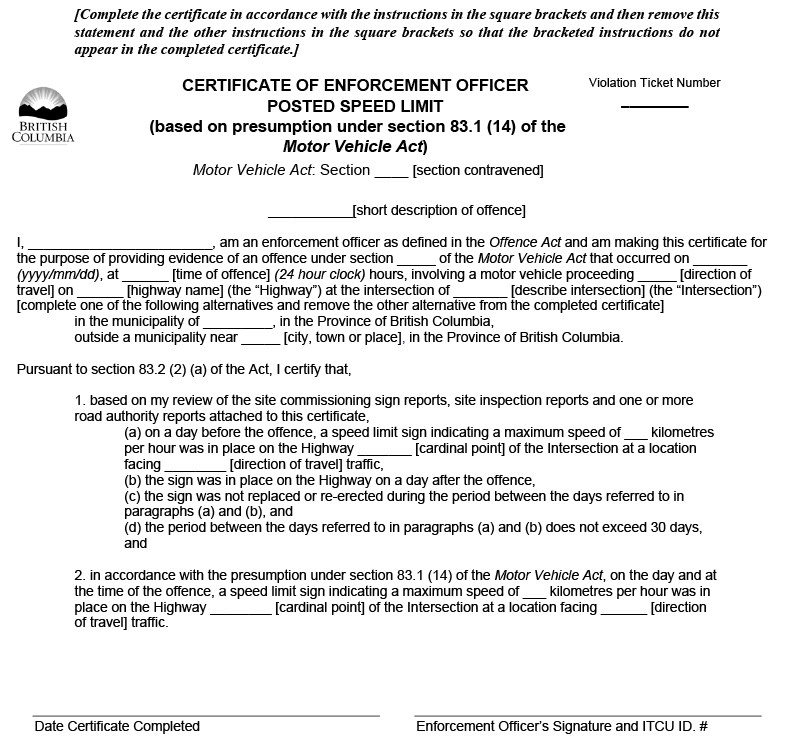 [Complete the certificate in accordance with the instructions in the square brackets and then remove this
statement and the other instructions in the square brackets so that the bracketed instructions do not
appear in the completed certificate.]
CERTIFICATE OF ENFORCEMENT OFFICER
POSTED SPEED LIMIT
(based on presumption under section 83.1 (14) of the
Motor Vehicle Act)
Violation Ticket Number
________
BRITISH
COLUMBIA
Motor Vehicle Act: Section ____ [section contravened]
___________[short description of offence]
I, ________________________, am an enforcement officer as defined in the Offence Act and am making this certificate for
the purpose of providing evidence of an offence under section _____ of the Motor Vehicle Act that occurred on _______
(yyyy/mm/dd), at ______ [time of offence] (24 hour clock) hours, involving a motor vehicle proceeding _____ [direction of
travel] on ______ [highway name] (the “Highway”) at the intersection of _______ [describe intersection] (the “Intersection”)
[complete one of the following alternatives and remove the other alternative from the completed certificate]
in the municipality of _________, in the Province of British Columbia,
outside a municipality near _____ [city, town or place], in the Province of British Columbia.
Pursuant to section 83.2 (2) (a) of the Act, I certify that,
1. based on my review of the site commissioning sign reports, site inspection reports and one or more
road authority reports attached to this certificate,
(a) on a day before the offence, a speed limit sign indicating a maximum speed of ___ kilometres
per hour was in place on the Highway _______ [cardinal point] of the Intersection at a location
facing ________ [direction of travel] traffic,
(b) the sign was in place on the Highway on a day after the offence,
(c) the sign was not replaced or re-erected during the period between the days referred to in
paragraphs (a) and (b), and
(d) the period between the days referred to in paragraphs (a) and (b) does not exceed 30 days,
and
2. in accordance with the presumption under section 83.1 (14) of the Motor Vehicle Act, on the day and at
the time of the offence, a speed limit sign indicating a maximum speed of ___ kilometres per hour was in
place on the Highway ________ [cardinal point] of the Intersection at a location facing ______ [direction
of travel] traffic.
Date Certificate Completed
Enforcement Officer’s Signature and ITCU ID. #